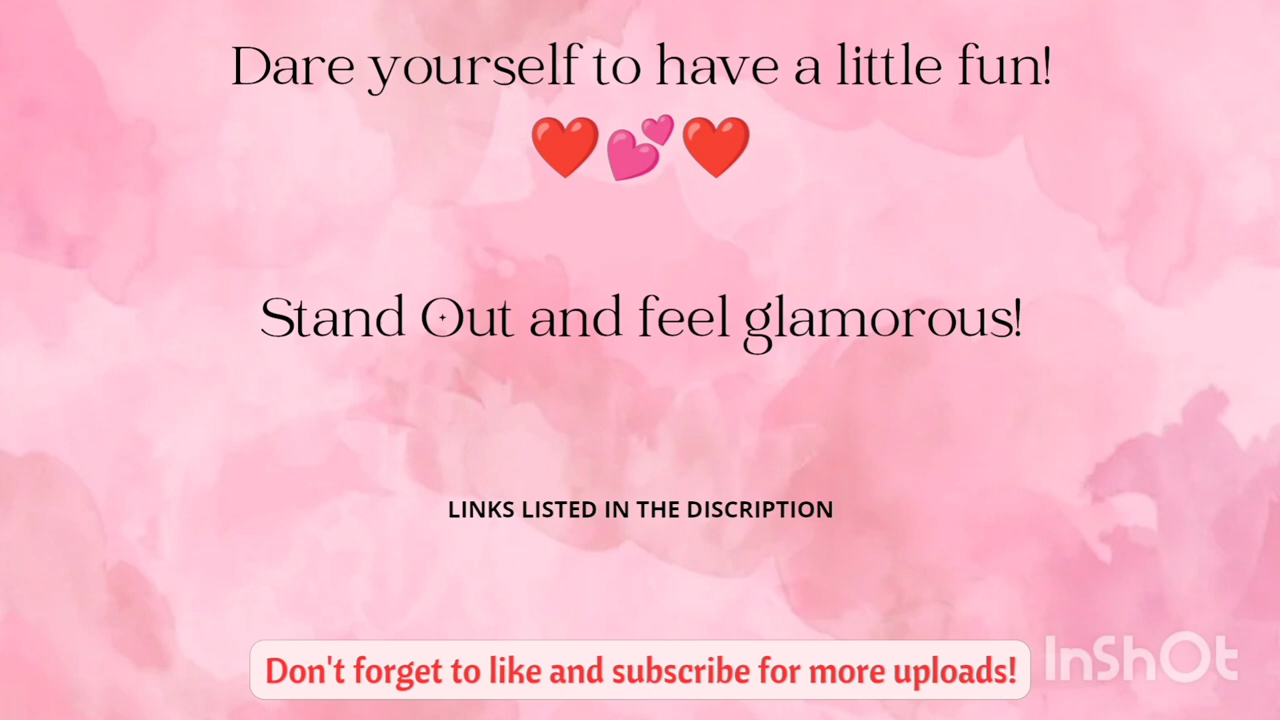 Dare yourself to have a little fun!
❤️💕❤️
Stand Out and feel glamorous!
LINKS LISTED IN THE DISCRIPTION
Don't forget to like and subscribe for more uploads!
InShOt